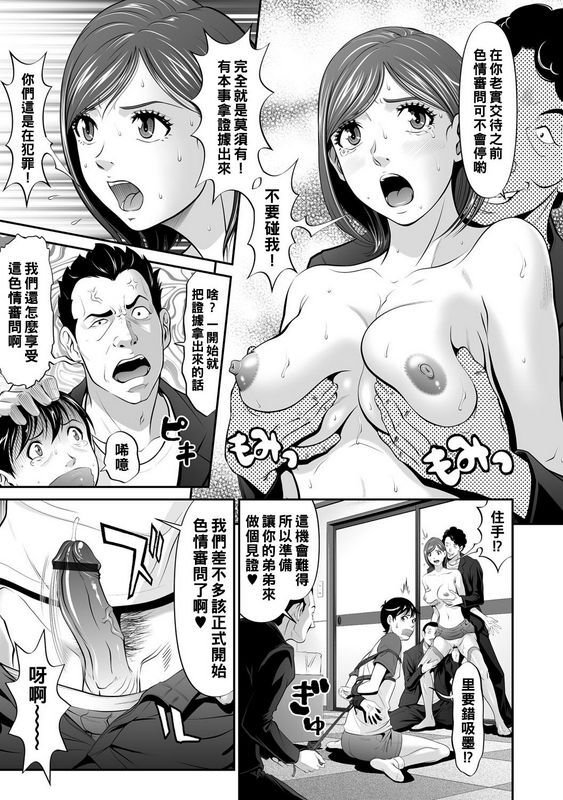 在你老實交待之前
色情審問可不會停喲
不要碰我！
完全就是莫須有！
有本事拿證據出來
你們這是在犯罪！
もみっ
もみっ
啥？一開始就
把證據拿出來的話
我們還怎麼享受
這色情審問啊
唏噫
ピキ
住手!?
里要錯吸墨!?
這機會難得
所以準備
讓你的弟弟來
做個見證♥
ぎゅ
我們差不多該正式開始
色情審問了啊♥
呀啊～～～～